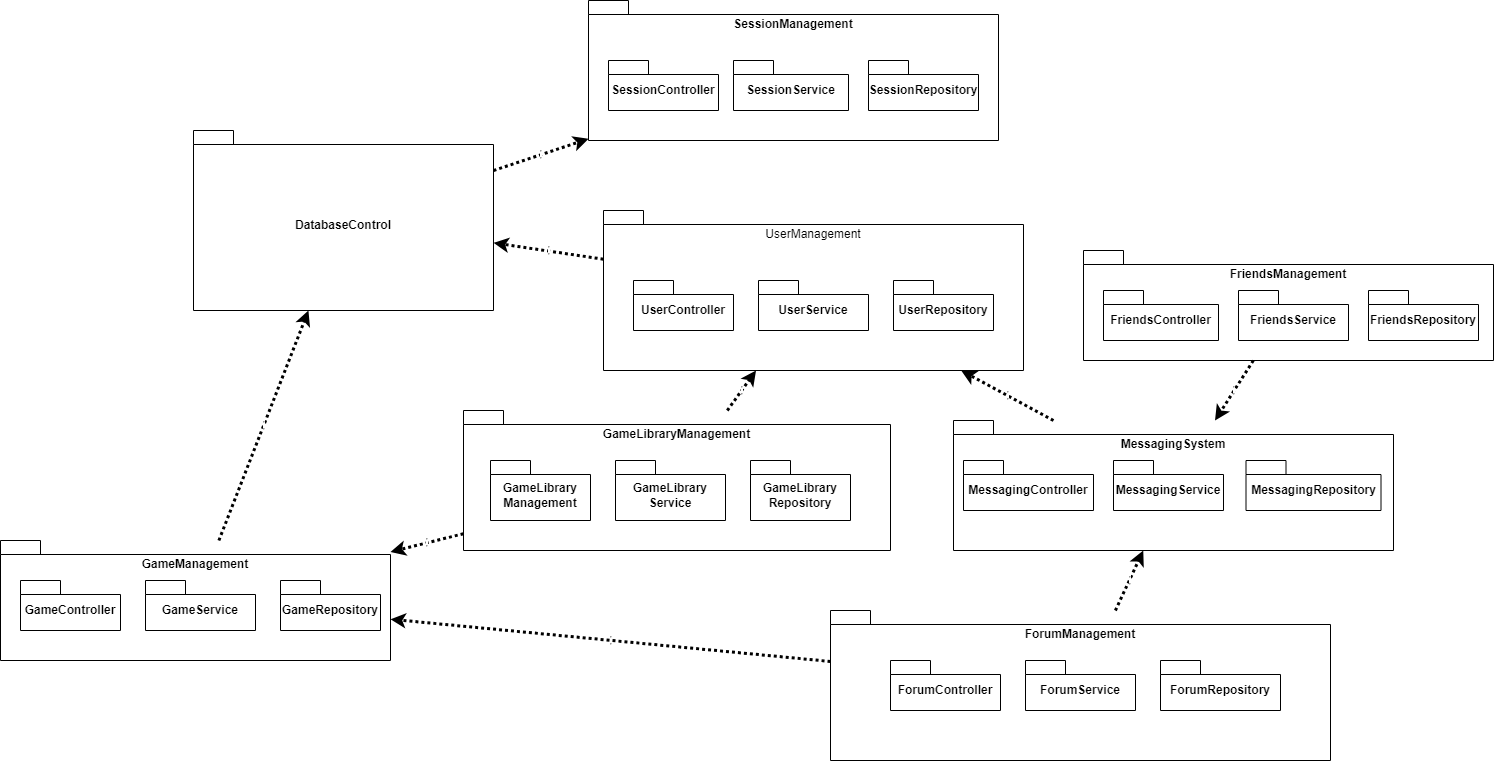 SessionManagement
SessionController
SessionService
SessionRepository
DatabaseControl
UserManagement
UserController
UserService
UserRepository
FriendsManagement
FriendsController
FriendsService
FriendsRepository
GameLibraryManagement
GameLibrary
Management
GameLibrary
Service
GameLibrary
Repository
MessagingSystem
MessagingController
MessagingService
MessagingRepository
GameManagement
GameController
GameService
GameRepository
ForumManagement
ForumController
ForumService
ForumRepository